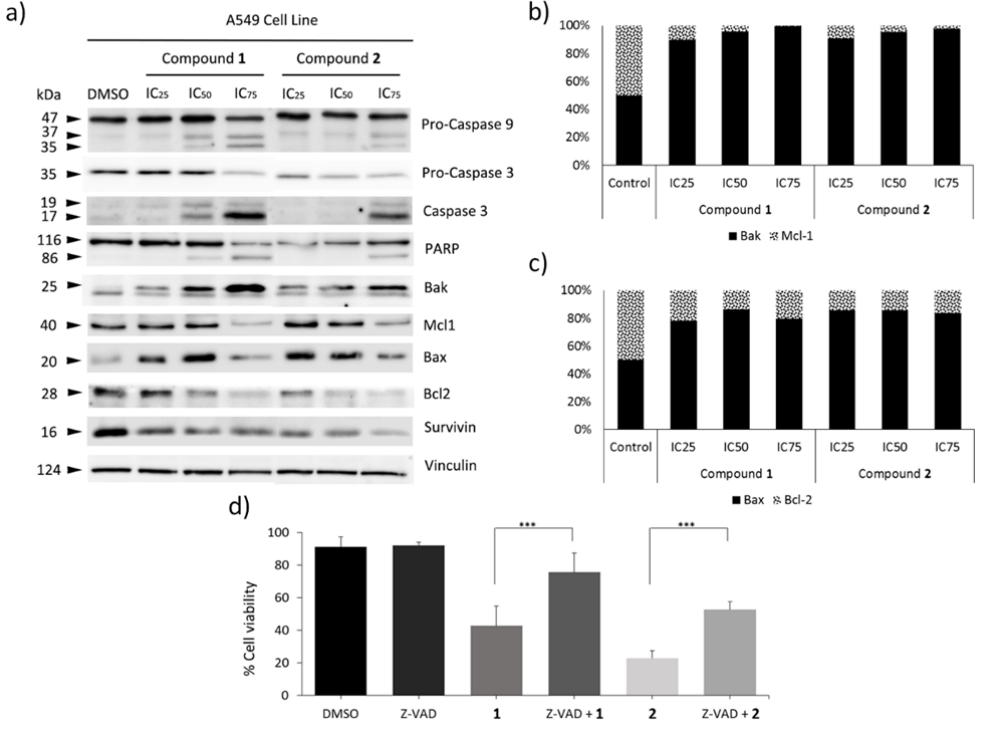 a)
A549 Cell Line
Compound 1 Compound 2
kDa DMSO IC25 IC50 IC75 IC25 IC50 IC75
47
37
35
Pro-Caspase 9
35 Pro-Caspase 3
19
17
Caspase 3
116
86
PARP
25 Bak
40 Mcl1
20 Bax
28 Bcl2
16 Survivin
124 Vinculin
b)
100%
80%
60%
40%
20%
0%
Control IC25 IC50 IC75 IC25 IC50 IC75
Compound 1 Compound 2
Bak Mcl-1
c)
100%
80%
60%
40%
20%
0%
Control IC25 IC50 IC75 IC25 IC50 IC75
Compound 1 Compound 2
Bax Bcl-2
d)
% Cell viability
100
80
60
40
20
0
*** ***
DMSO Z-VAD 1 Z-VAD + 1 2 Z-VAD + 2